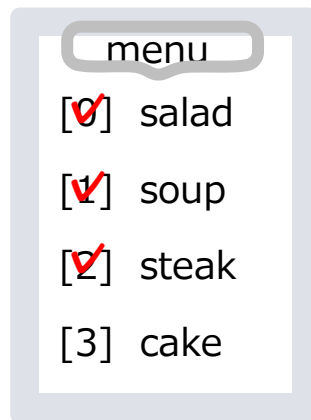 menu
[0] salad
[1] soup
[2] steak
[3] cake